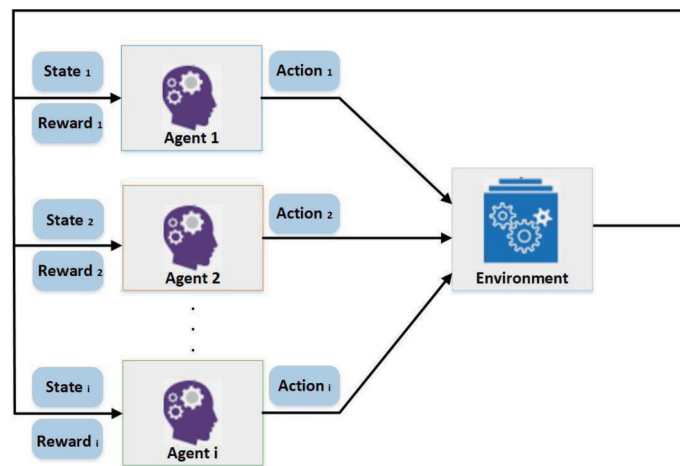 State 1
Action 1
Reward 1
Agent 1
State 2
Action 2
Reward 2
Agent 2
Environment
State i
Action i
Reward i
Agent i